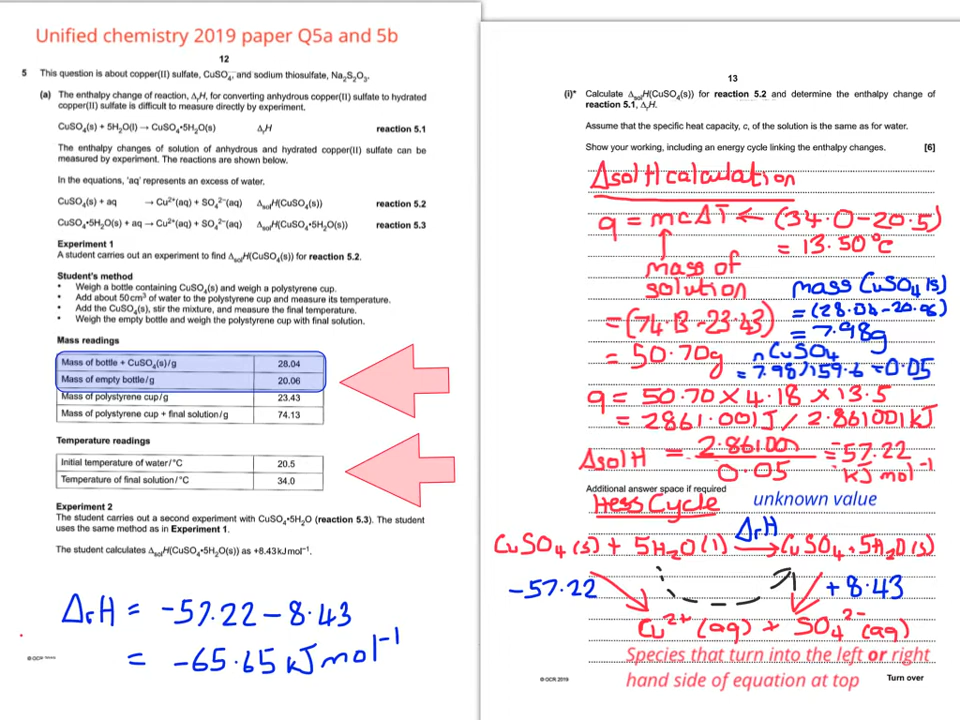 Unified chemistry 2019 paper Q5a and 5b
12
5 This question is about copper(II) sulfate, CuSO₄, and sodium thiosulfate, Na₂S₂O₃.
(a) The enthalpy change of reaction, ΔᵣH, for converting anhydrous copper(II) sulfate to hydrated
copper(II) sulfate is difficult to measure directly by experiment.
CuSO₄(s) + 5H₂O(l) → CuSO₄•5H₂O(s) ΔᵣH reaction 5.1
The enthalpy changes of solution of anhydrous and hydrated copper(II) sulfate can be
measured by experiment. The reactions are shown below.
In the equations, 'aq' represents an excess of water.
CuSO₄(s) + aq → Cu²⁺(aq) + SO₄²⁻(aq) ΔsolH(CuSO₄(s)) reaction 5.2
CuSO₄•5H₂O(s) + aq → Cu²⁺(aq) + SO₄²⁻(aq) ΔsolH(CuSO₄•5H₂O(s)) reaction 5.3
Experiment 1
A student carries out an experiment to find ΔsolH(CuSO₄(s)) for reaction 5.2.
Student's method
• Weigh a bottle containing CuSO₄(s) and weigh a polystyrene cup.
• Add about 50cm³ of water to the polystyrene cup and measure its temperature.
• Add the CuSO₄(s), stir the mixture, and measure the final temperature.
• Weigh the empty bottle and weigh the polystyrene cup with final solution.
Mass readings
Mass of bottle + CuSO₄(s)/g 28.04
Mass of empty bottle/g 20.06
Mass of polystyrene cup/g 23.43
Mass of polystyrene cup + final solution/g 74.13
Temperature readings
Initial temperature of water/°C 20.5
Temperature of final solution/°C 34.0
Experiment 2
The student carries out a second experiment with CuSO₄•5H₂O (reaction 5.3). The student
uses the same method as in Experiment 1.
The student calculates ΔsolH(CuSO₄•5H₂O(s)) as +8.43kJmol⁻¹.
ΔrH = -57.22 - 8.43
= -65.65 kJmol⁻¹
© OCR
13
(i)* Calculate ΔsolH(CuSO₄(s)) for reaction 5.2 and determine the enthalpy change of
reaction 5.1, ΔᵣH.
Assume that the specific heat capacity, c, of the solution is the same as for water.
Show your working, including an energy cycle linking the enthalpy changes. [6]
Δsol H calculation
q = mcΔT ← (34.0-20.5)
= 13.50°C
mass of
solution
mass CuSO₄(s)
= (28.04-20.06)
= 7.98g
= (74.13-23.43)
= 50.70g
nCuSO₄
= 7.98/159.6 = 0.05
q = 50.70 × 4.18 × 13.5
= 2861.001J / 2.861001kJ
Δsol H = 2.861001
0.05
= -57.22
kJ mol⁻¹
Additional answer space if required
Hess Cycle
unknown value
ΔrH
CuSO₄(s) + 5H₂O(l) → CuSO₄.5H₂O(s)
-57.22
+8.43
Cu²⁺(aq) + SO₄²⁻(aq)
Species that turn into the left or right
hand side of equation at top
© OCR 2019
Turn over